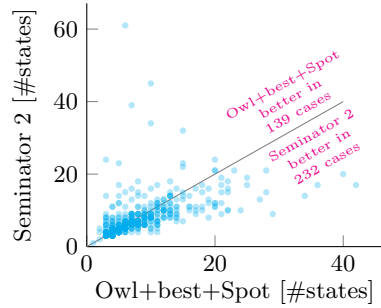 60
40
20
0
Seminator 2 [#states]
Owl+best+Spot
better in
139 cases
Seminator 2
better in
232 cases
0
20
40
Owl+best+Spot [#states]